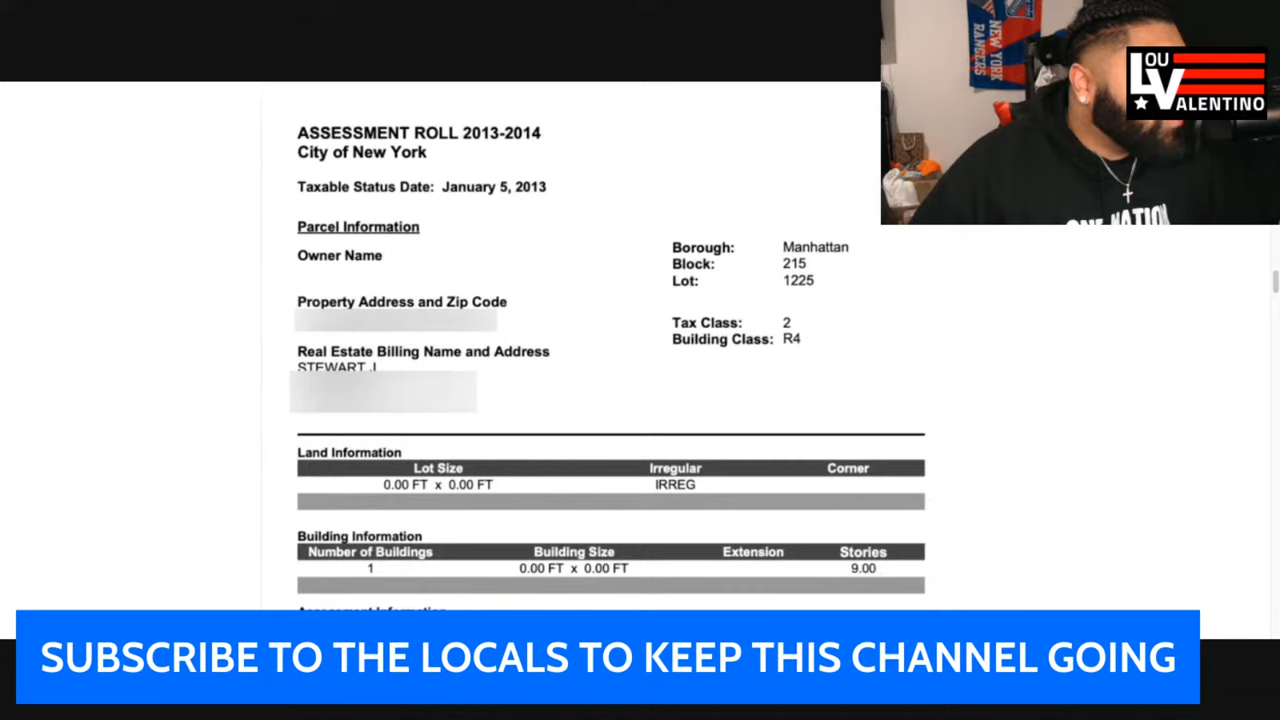 NEW YORK
RANGERS
LOU
VALENTINO
ONE NATION
ASSESSMENT ROLL 2013-2014
City of New York
Taxable Status Date: January 5, 2013
Parcel Information
Owner Name
Borough: Manhattan
Block: 215
Lot: 1225
Property Address and Zip Code
Tax Class: 2
Building Class: R4
Real Estate Billing Name and Address
STEWART J
Land Information
Lot Size Irregular Corner
0.00 FT x 0.00 FT IRREG
Building Information
Number of Buildings Building Size Extension Stories
1 0.00 FT x 0.00 FT 9.00
Assessment Information
SUBSCRIBE TO THE LOCALS TO KEEP THIS CHANNEL GOING